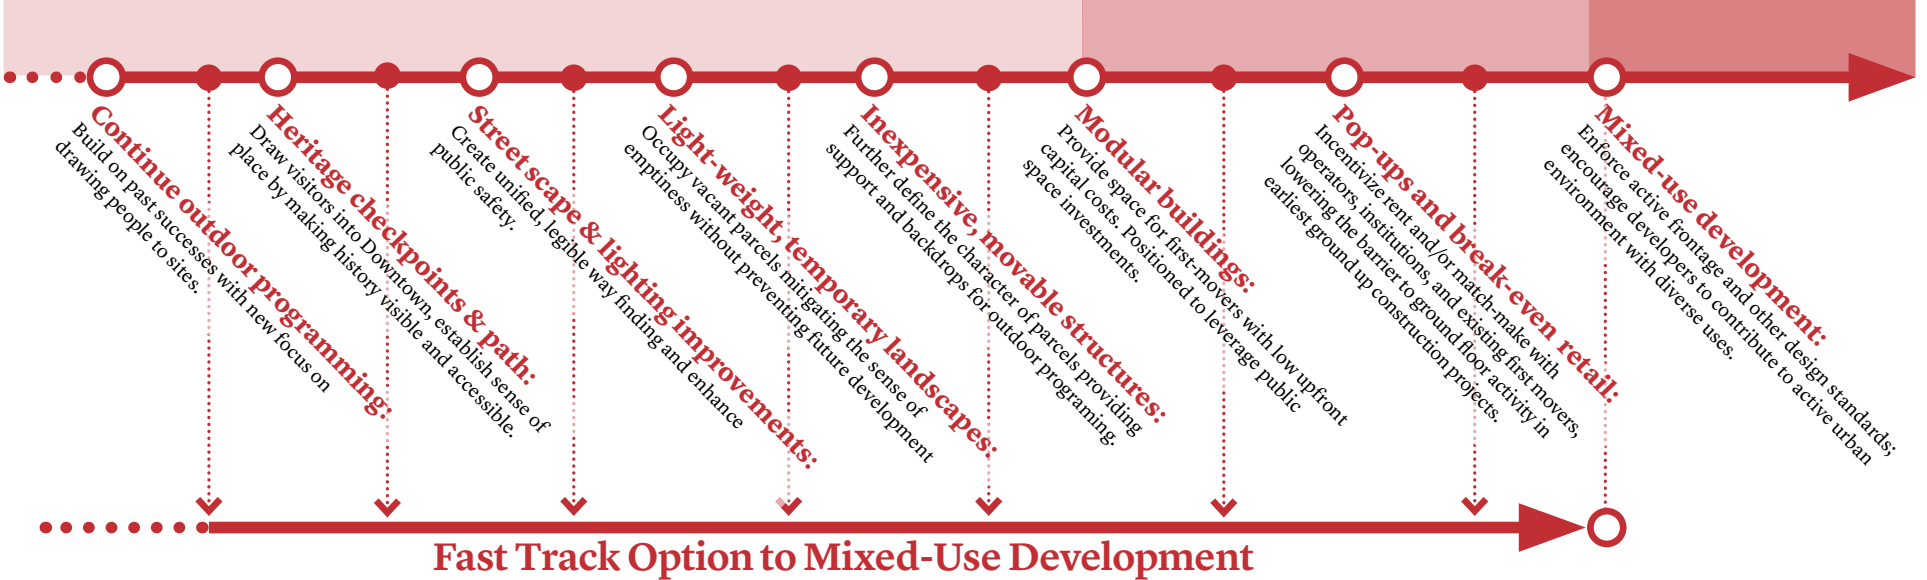 Continue outdoor programming:
Build on past successes with new focus on
drawing people to sites.
Heritage checkpoints & path:
Draw visitors into Downtown, establish sense of
place by making history visible and accessible.
Streetscape & lighting improvements:
Create unified, legible way finding and enhance
public safety.
Light-weight, temporary landscapes:
Occupy vacant parcels mitigating the sense of
emptiness without preventing future development
Inexpensive, movable structures:
Further define the character of parcels providing
support and backdrops for outdoor programing.
Modular buildings:
Provide space for first-movers with low upfront
capital costs. Positioned to leverage public
space investments.
Pop-ups and break-even retail:
Incentivize rent and/or match-make with
operators, institutions, and existing first movers,
lowering the barrier to ground floor activity in
earliest ground up construction projects.
Mixed-use development:
Enforce active frontage and other design standards;
encourage developers to contribute to active urban
environment with diverse uses.
Fast Track Option to Mixed-Use Development